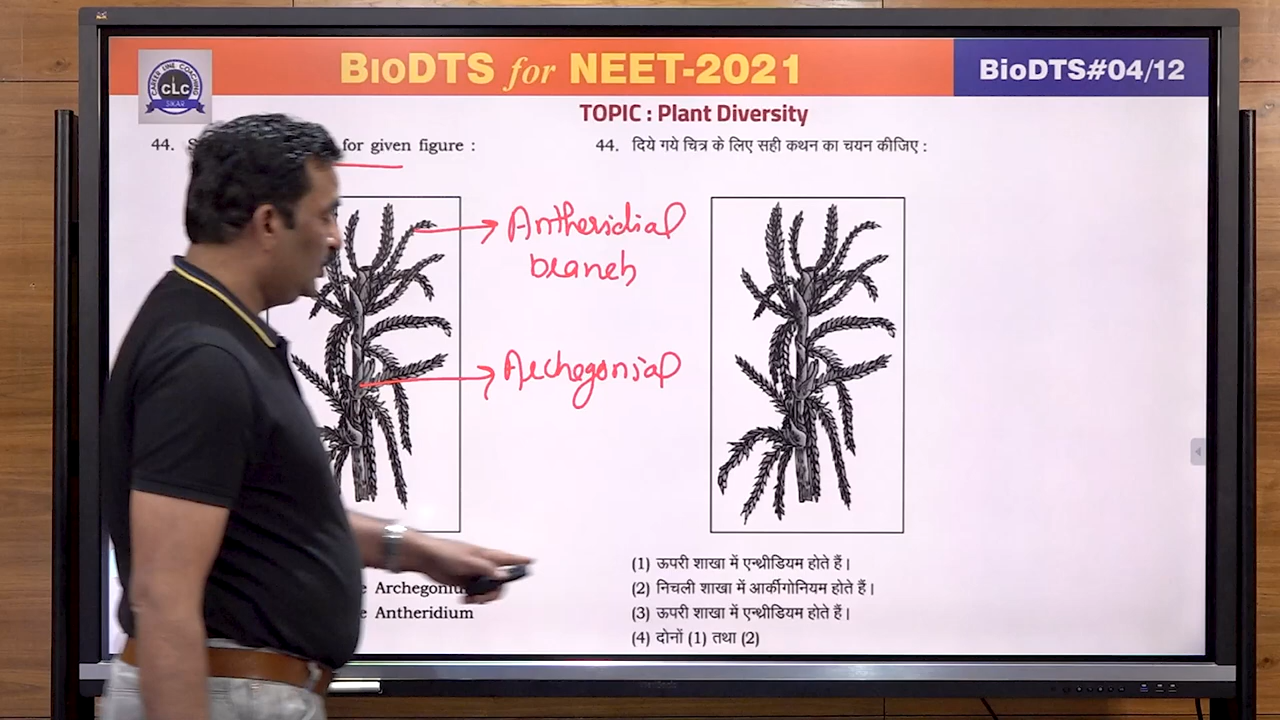 CAREER LINE COACHING
CLC
SIKAR
BIODTS for NEET-2021
BioDTS#04/12
TOPIC : Plant Diversity
44. for given figure :
44. दिये गये चित्र के लिए सही कथन का चयन कीजिए :
Antheridial
branch
Archegonial
Archegonium
Antheridium
(1) ऊपरी शाखा में एन्थ्रीडियम होते हैं।
(2) निचली शाखा में आर्कीगोनियम होते हैं।
(3) ऊपरी शाखा में एन्थ्रीडियम होते हैं।
(4) दोनों (1) तथा (2)